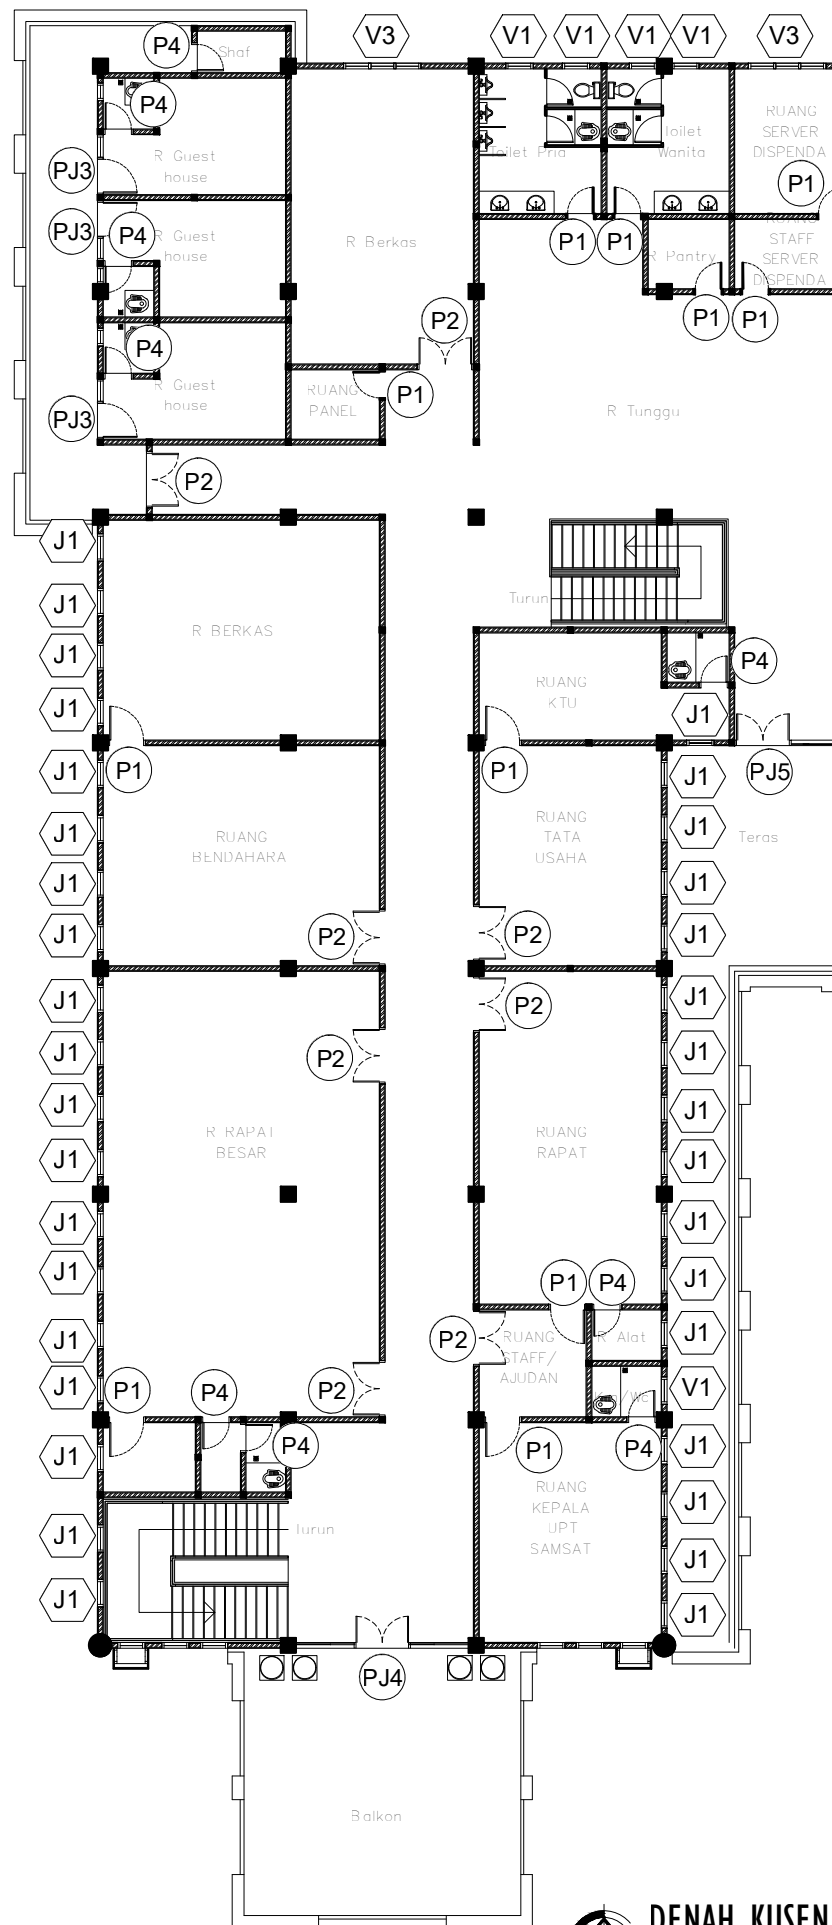 V3
V1
V1
V1
V1
V3
P4
Shaf
P4
R Guest
house
PJ3
PJ3
P4
R Guest
house
R Berkas
Toilet Pria
Toilet
Wanita
RUANG
SERVER
DISPENDA
P1
P1
P1
R Pantry
RUANG
STAFF
SERVER
DISPENDA
P1
P1
P4
R Guest
house
PJ3
RUANG
PANEL
P1
P2
R Tunggu
P2
J1
J1
J1
J1
R BERKAS
Turun
RUANG
KTU
P4
J1
P1
P1
PJ5
J1
J1
J1
J1
RUANG
BENDAHARA
P2
RUANG
TATA
USAHA
P2
J1
J1
J1
J1
Teras
J1
J1
J1
J1
J1
J1
J1
J1
P2
R RAPAT
BESAR
P2
P2
RUANG
RAPAT
J1
J1
J1
J1
J1
J1
J1
P1
P4
P2
RUANG
STAFF/
AJUDAN
R Alat
V1
P1
P4
P4
J1
J1
J1
P1
P4
RUANG
KEPALA
UPT
SAMSAT
J1
J1
J1
J1
Turun
PJ4
Balkon
DENAH KUSEN